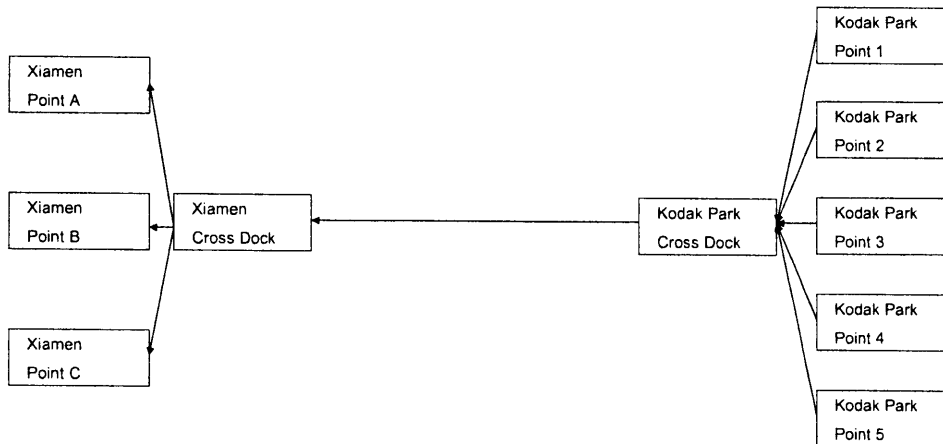 Xiamen
Point A
Xiamen
Point B
Xiamen
Point C
Xiamen
Cross Dock
Kodak Park
Cross Dock
Kodak Park
Point 1
Kodak Park
Point 2
Kodak Park
Point 3
Kodak Park
Point 4
Kodak Park
Point 5